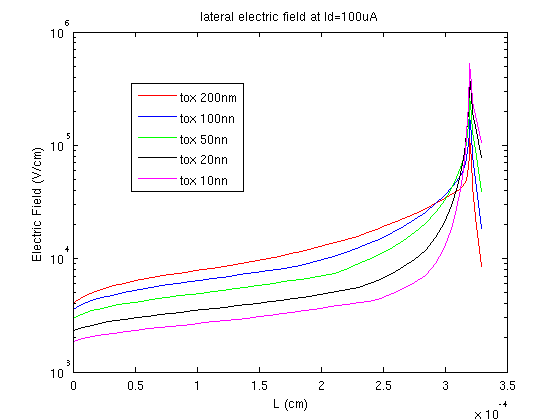 lateral electric field at Id=100uA
10^6
10^5
10^4
10^3
Electric Field (V/cm)
tox 200nm
tox 100nn
tox 50nn
tox 20nn
tox 10nn
0 0.5 1 1.5 2 2.5 3 3.5
L (cm)
x 10^-4